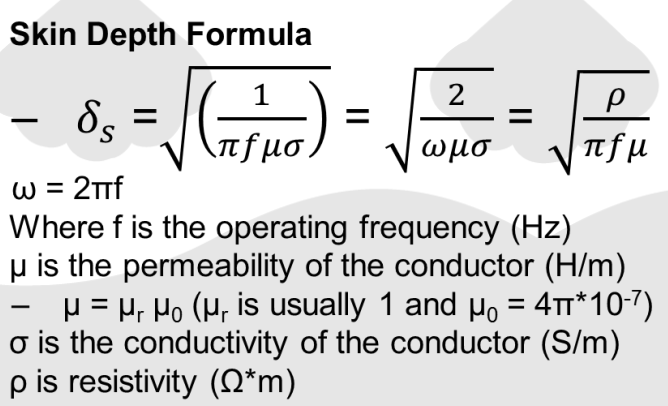 Skin Depth Formula
– δₛ = √(1/(πfμσ)) = √(2/(ωμσ)) = √(ρ/(πfμ))
ω = 2πf
Where f is the operating frequency (Hz)
μ is the permeability of the conductor (H/m)
– μ = μᵣ μ₀ (μᵣ is usually 1 and μ₀ = 4π*10⁻⁷)
σ is the conductivity of the conductor (S/m)
ρ is resistivity (Ω*m)